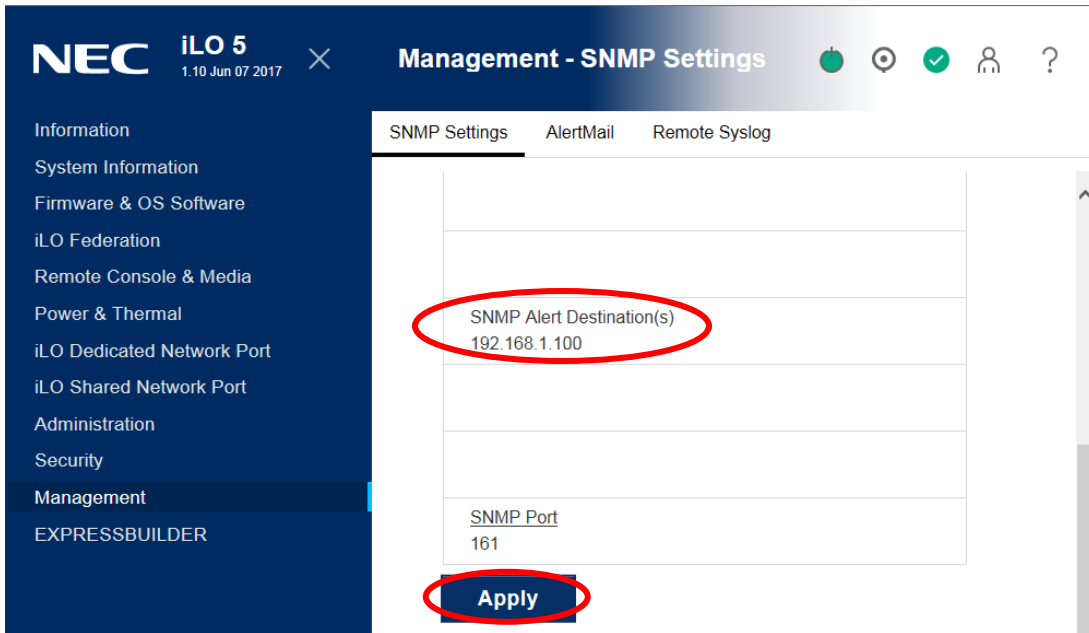 NEC
iLO 5
1.10 Jun 07 2017
Management - SNMP Settings
Information
System Information
Firmware & OS Software
iLO Federation
Remote Console & Media
Power & Thermal
iLO Dedicated Network Port
iLO Shared Network Port
Administration
Security
Management
EXPRESSBUILDER
SNMP Settings
AlertMail
Remote Syslog
SNMP Alert Destination(s)
192.168.1.100
SNMP Port
161
Apply